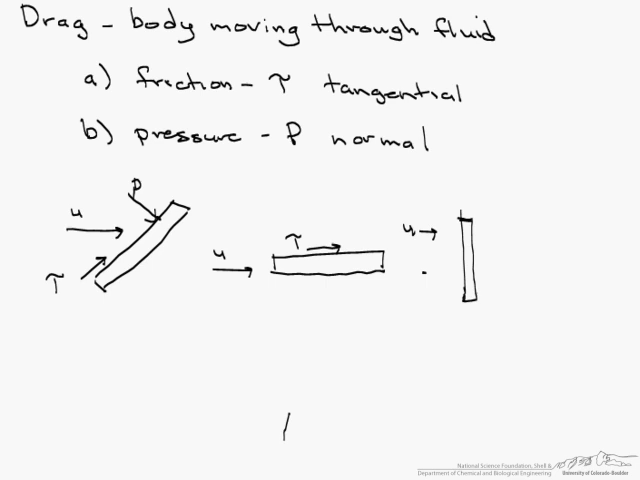 Drag - body moving through fluid
a) friction - τ tangential
b) pressure - P normal
P
u
τ
u
τ
u
National Science Foundation, Shell &
Department of Chemical and Biological Engineering
University of Colorado-Boulder